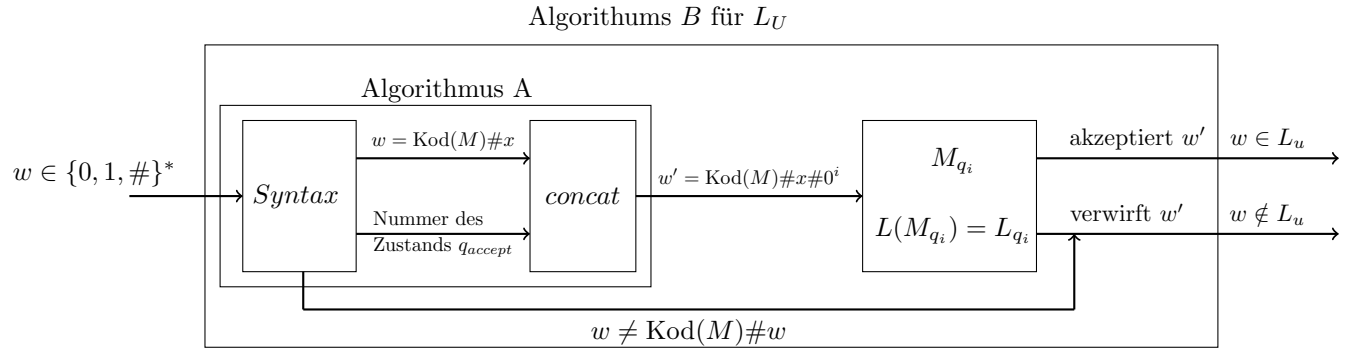 Algorithums B für L_U
Algorithmus A
w ∈ {0, 1, #}*
Syntax
w = Kod(M)#x
Nummer des
Zustands q_accept
concat
w' = Kod(M)#x#0^i
M_{q_i}
L(M_{q_i}) = L_{q_i}
akzeptiert w'
w ∈ L_u
verwirft w'
w ∉ L_u
w ≠ Kod(M)#w